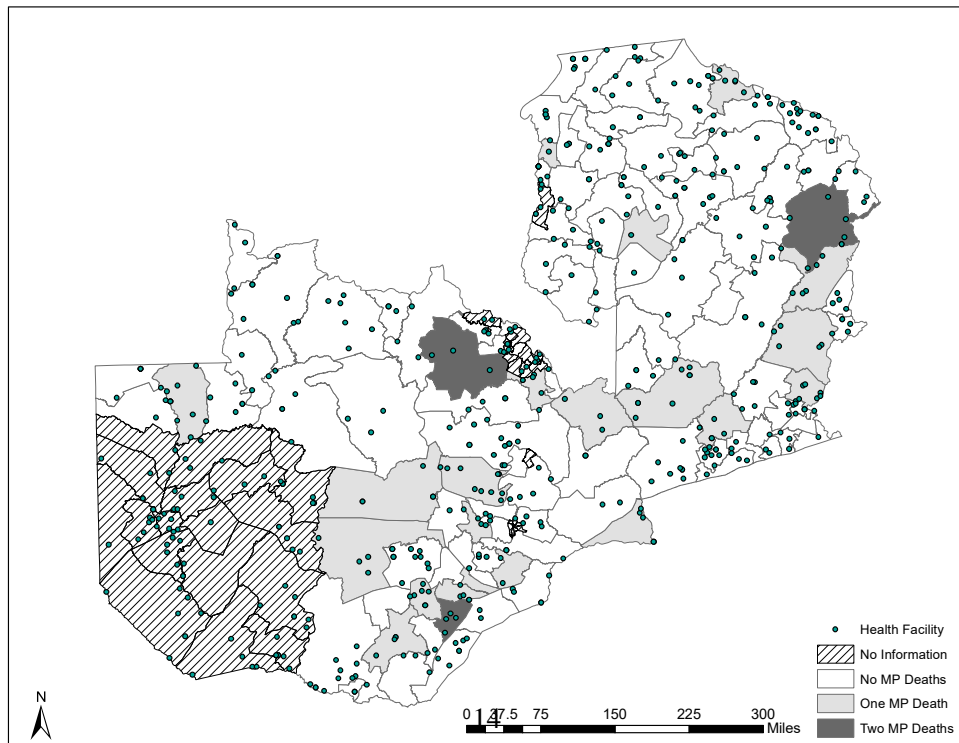 Health Facility
No Information
No MP Deaths
One MP Death
Two MP Deaths
N
0 37.5 75 150 225 300
Miles
14